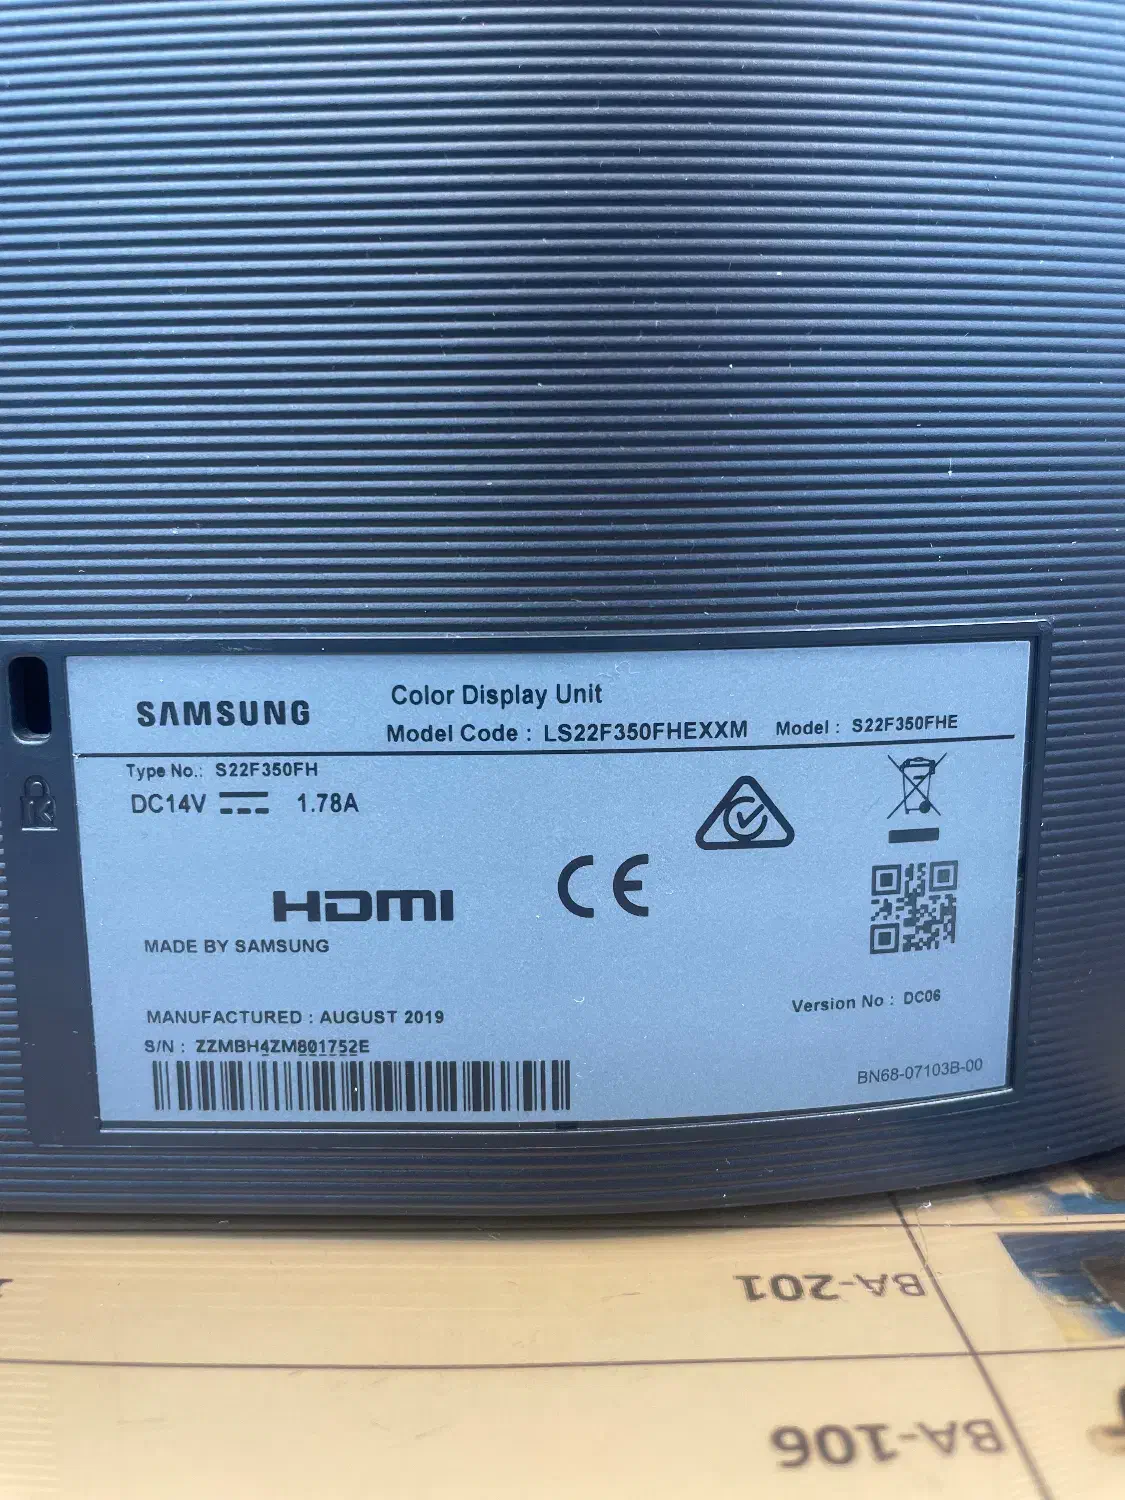 SAMSUNG
Color Display Unit
Model Code : LS22F350FHEXXM Model : S22F350FHE
Type No.: S22F350FH
DC14V 1.78A
HDMI
CE
MADE BY SAMSUNG
Version No : DC06
MANUFACTURED : AUGUST 2019
S/N : ZZMBH4ZM801752E
BN68-07103B-00
BA-201
BA-106